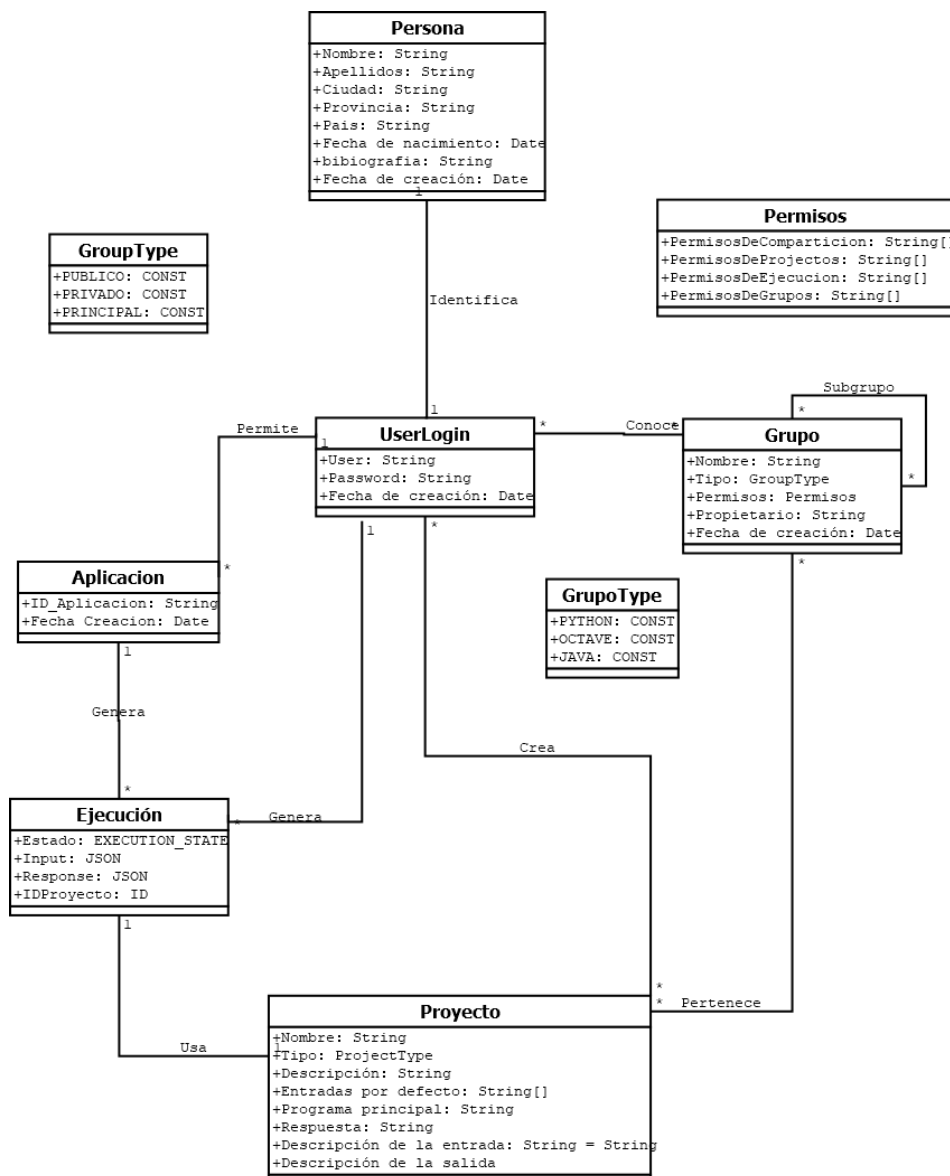 Persona
+Nombre: String
+Apellidos: String
+Ciudad: String
+Provincia: String
+Pais: String
+Fecha de nacimiento: Date
+bibiografia: String
+Fecha de creación: Date
1
Identifica
1
GroupType
+PUBLICO: CONST
+PRIVADO: CONST
+PRINCIPAL: CONST
Permisos
+PermisosDeComparticion: String[]
+PermisosDeProjectos: String[]
+PermisosDeEjecucion: String[]
+PermisosDeGrupos: String[]
Subgrupo
*
*
Permite
1
*
UserLogin
+User: String
+Password: String
+Fecha de creación: Date
*
Conoce
*
Grupo
+Nombre: String
+Tipo: GroupType
+Permisos: Permisos
+Propietario: String
+Fecha de creación: Date
1
*
*
Aplicacion
+ID_Aplicacion: String
+Fecha Creacion: Date
1
Genera
*
GrupoType
+PYTHON: CONST
+OCTAVE: CONST
+JAVA: CONST
Crea
Ejecución
+Estado: EXECUTION_STATE
+Input: JSON
+Response: JSON
+IDProyecto: ID
*
Genera
1
Usa
1
*
*
Pertenece
Proyecto
+Nombre: String
+Tipo: ProjectType
+Descripción: String
+Entradas por defecto: String[]
+Programa principal: String
+Respuesta: String
+Descripción de la entrada: String = String
+Descripción de la salida